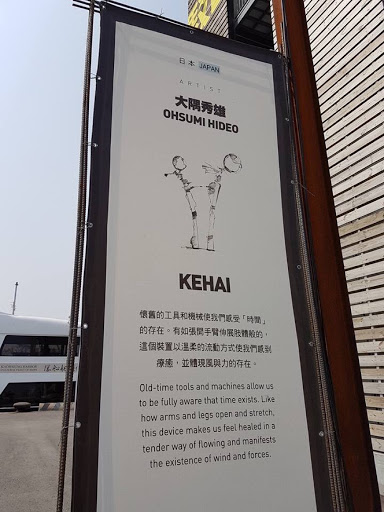 日本 JAPAN
ARTIST
大隅秀雄
OHSUMI HIDEO
KEHAI
懷舊的工具和機械使我們感受「時間」
的存在。有如張開手臂伸展肢體般的,
這個裝置以溫柔的流動方式使我們感到
療癒,並體現風與力的存在。
Old-time tools and machines allow us
to be fully aware that time exists. Like
how arms and legs open and stretch,
this device makes us feel healed in a
tender way of flowing and manifests
the existence of wind and forces.